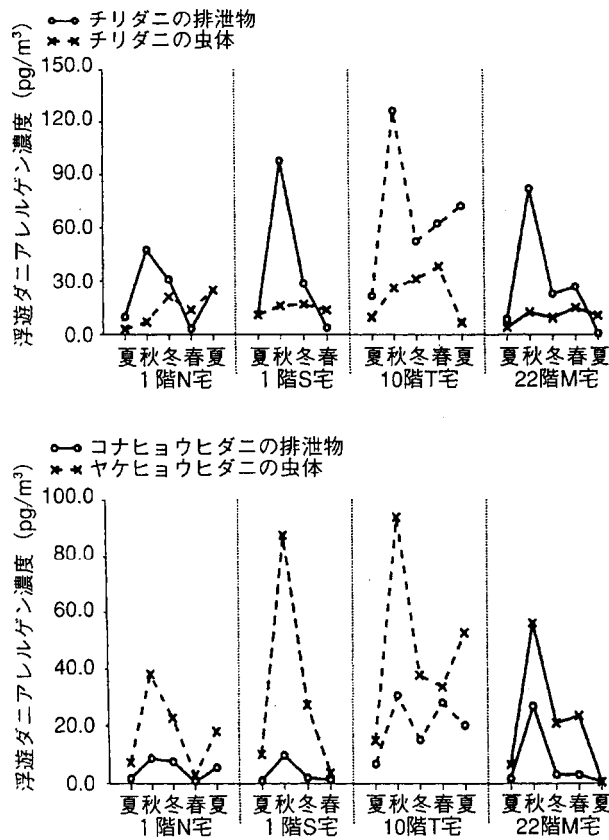 チリダニの排泄物
チリダニの虫体
浮遊ダニアレルゲン濃度 (pg/m³)
150.0
120.0
90.0
60.0
30.0
0.0
夏 秋 冬 春 夏 夏 秋 冬 春 夏 秋 冬 春 夏 夏 秋 冬 春 夏
1階N宅 1階S宅 10階T宅 22階M宅
コナヒョウヒダニの排泄物
ヤケヒョウヒダニの虫体
浮遊ダニアレルゲン濃度 (pg/m³)
100.0
80.0
60.0
40.0
20.0
0.0
夏 秋 冬 春 夏 夏 秋 冬 春 夏 秋 冬 春 夏 夏 秋 冬 春 夏
1階N宅 1階S宅 10階T宅 22階M宅